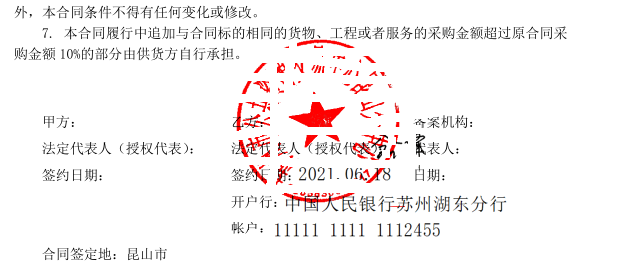 外，本合同条件不得有任何变化或修改。
7. 本合同履行中追加与合同标的相同的货物、工程或者服务的采购金额超过原合同采
购金额 10%的部分由供货方自行承担。
甲方： 乙方 备案机构：
法定代表人（授权代表）： 法定代表人（授权代表） 代表人：
签约日期： 签约日期：2021.06.18 日期：
开户行：中国人民银行苏州湖东分行
帐户：11111 1111 1112455
合同签定地：昆山市